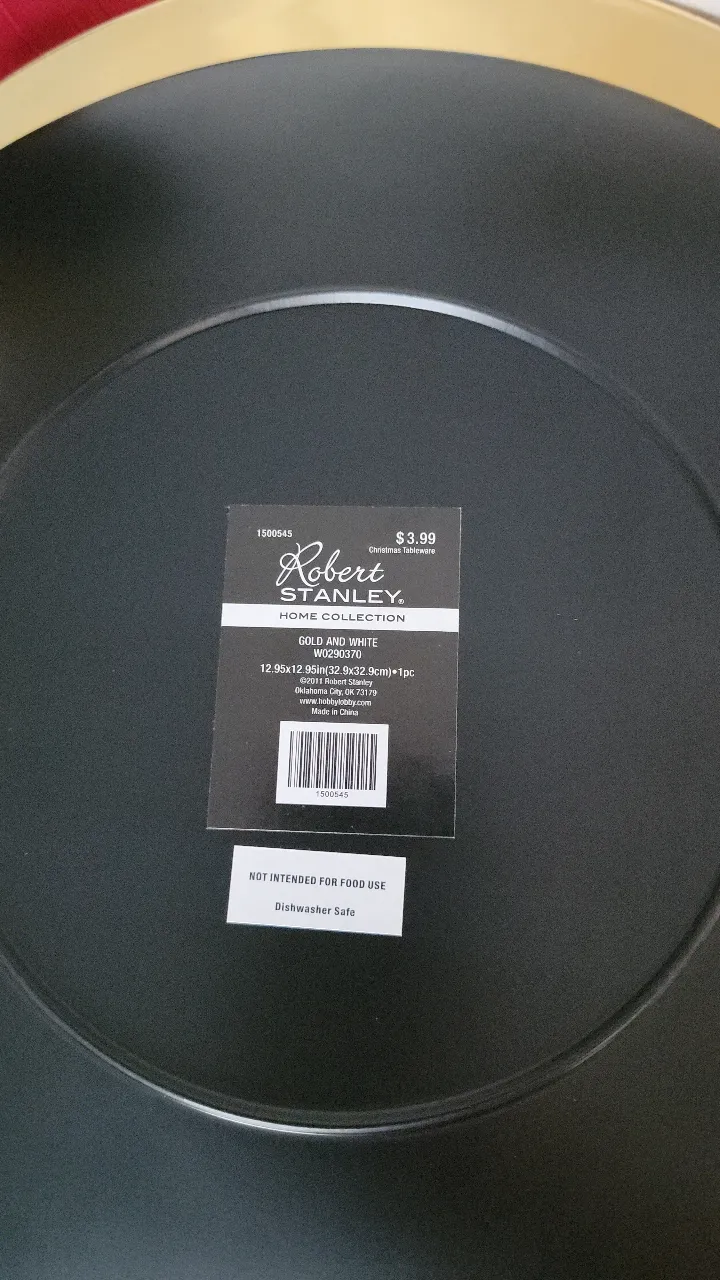 1500545
$3.99
Christmas Tableware
Robert
STANLEY®
HOME COLLECTION
GOLD AND WHITE
W0290370
12.95x12.95in(32.9x32.9cm)•1pc
©2011 Robert Stanley
Oklahoma City, OK 73179
www.hobbylobby.com
Made in China
1500545
NOT INTENDED FOR FOOD USE
Dishwasher Safe